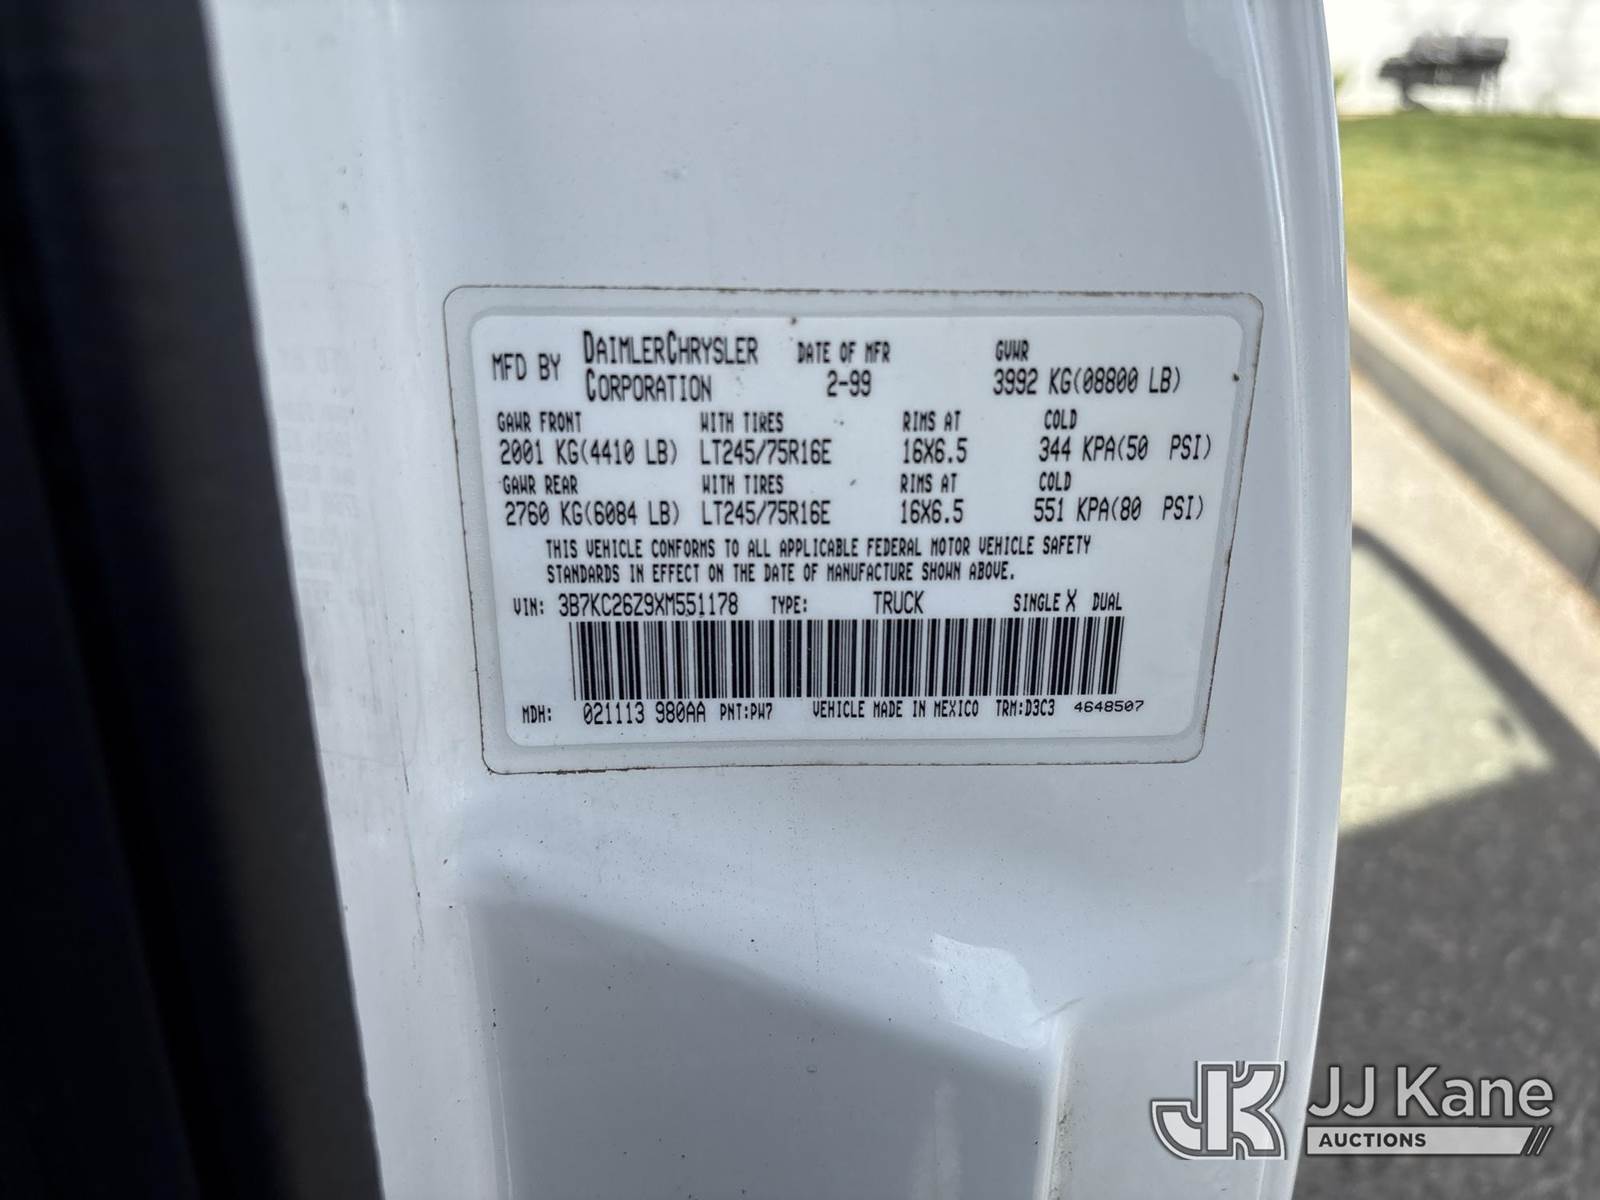 MFD BY DAIMLERCHRYSLER CORPORATION DATE OF MFR 2-99 GVWR 3992 KG(08800 LB)
GAWR FRONT WITH TIRES RIMS AT COLD
2001 KG(4410 LB) LT245/75R16E 16X6.5 344 KPA(50 PSI)
GAWR REAR WITH TIRES RIMS AT COLD
2760 KG(6084 LB) LT245/75R16E 16X6.5 551 KPA(80 PSI)
THIS VEHICLE CONFORMS TO ALL APPLICABLE FEDERAL MOTOR VEHICLE SAFETY
STANDARDS IN EFFECT ON THE DATE OF MANUFACTURE SHOWN ABOVE.
VIN: 3B7KC26Z9XM551178 TYPE: TRUCK SINGLE X DUAL
MDH: 021113 980AA PNT:PW7 VEHICLE MADE IN MEXICO TRM:D3C3 4648507
JK JJ Kane
AUCTIONS